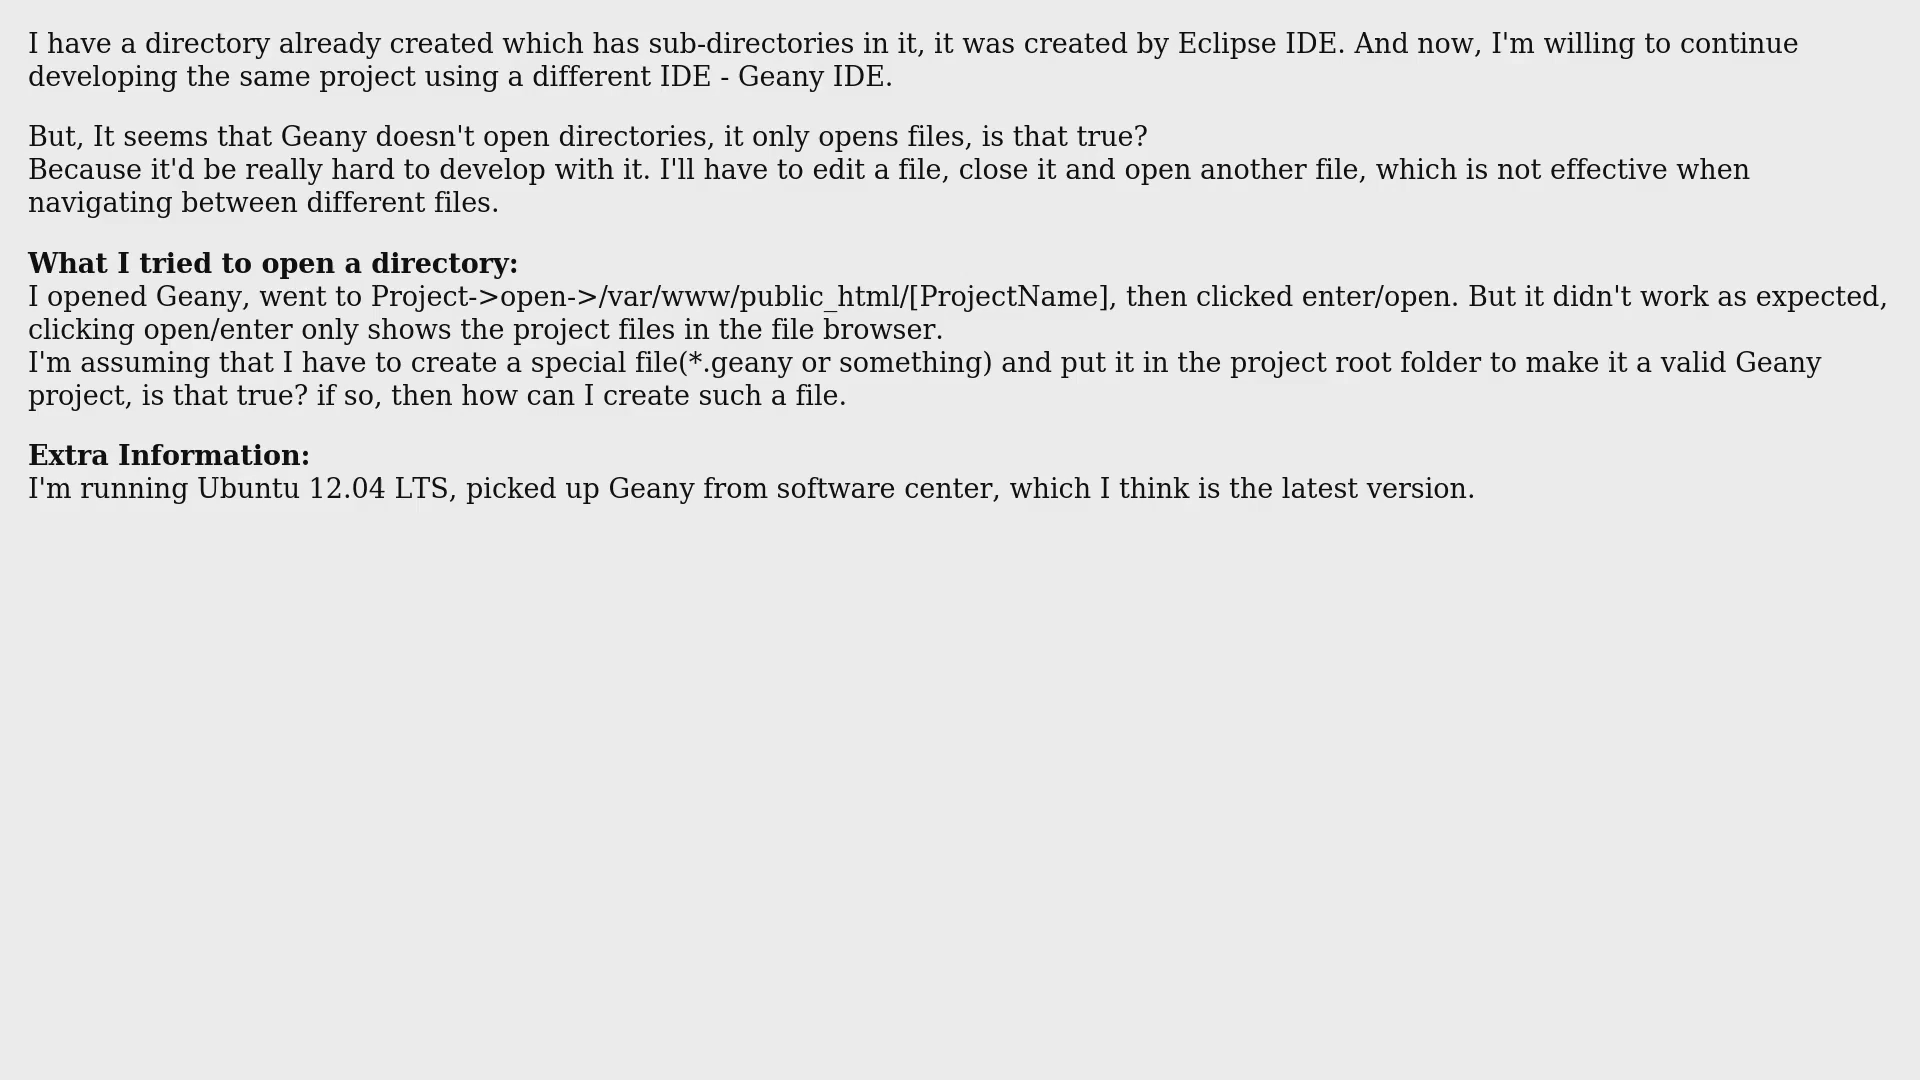 I have a directory already created which has sub-directories in it, it was created by Eclipse IDE. And now, I'm willing to continue
developing the same project using a different IDE - Geany IDE.
But, It seems that Geany doesn't open directories, it only opens files, is that true?
Because it'd be really hard to develop with it. I'll have to edit a file, close it and open another file, which is not effective when
navigating between different files.
What I tried to open a directory:
I opened Geany, went to Project->open->/var/www/public_html/[ProjectName], then clicked enter/open. But it didn't work as expected,
clicking open/enter only shows the project files in the file browser.
I'm assuming that I have to create a special file(*.geany or something) and put it in the project root folder to make it a valid Geany
project, is that true? if so, then how can I create such a file.
Extra Information:
I'm running Ubuntu 12.04 LTS, picked up Geany from software center, which I think is the latest version.